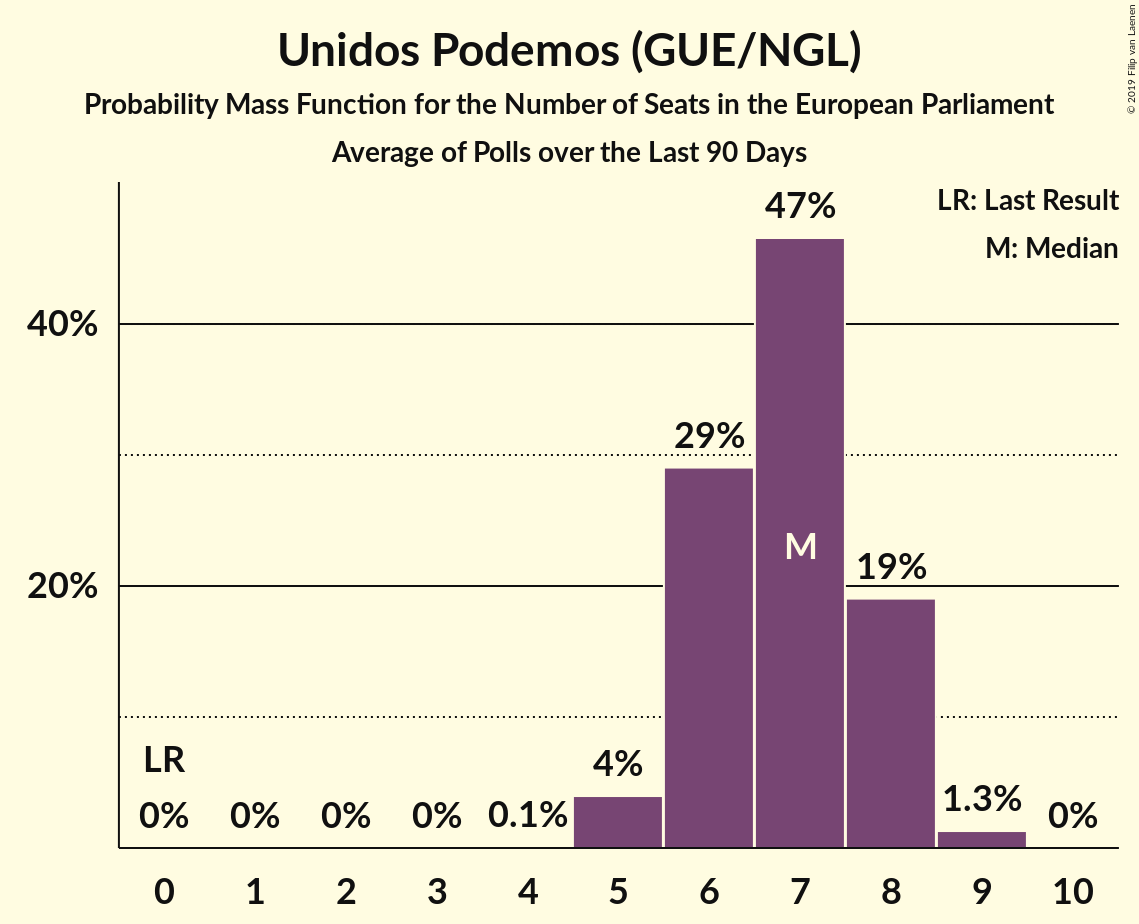 Unidos Podemos (GUE/NGL)
Probability Mass Function for the Number of Seats in the European Parliament
Average of Polls over the Last 90 Days
© 2019 Filip van Laenen
LR: Last Result
M: Median
47%
40%
29%
M
20%
19%
LR
4%
0%
0%
0%
0%
0.1%
1.3%
0%
0 1 2 3 4 5 6 7 8 9 10